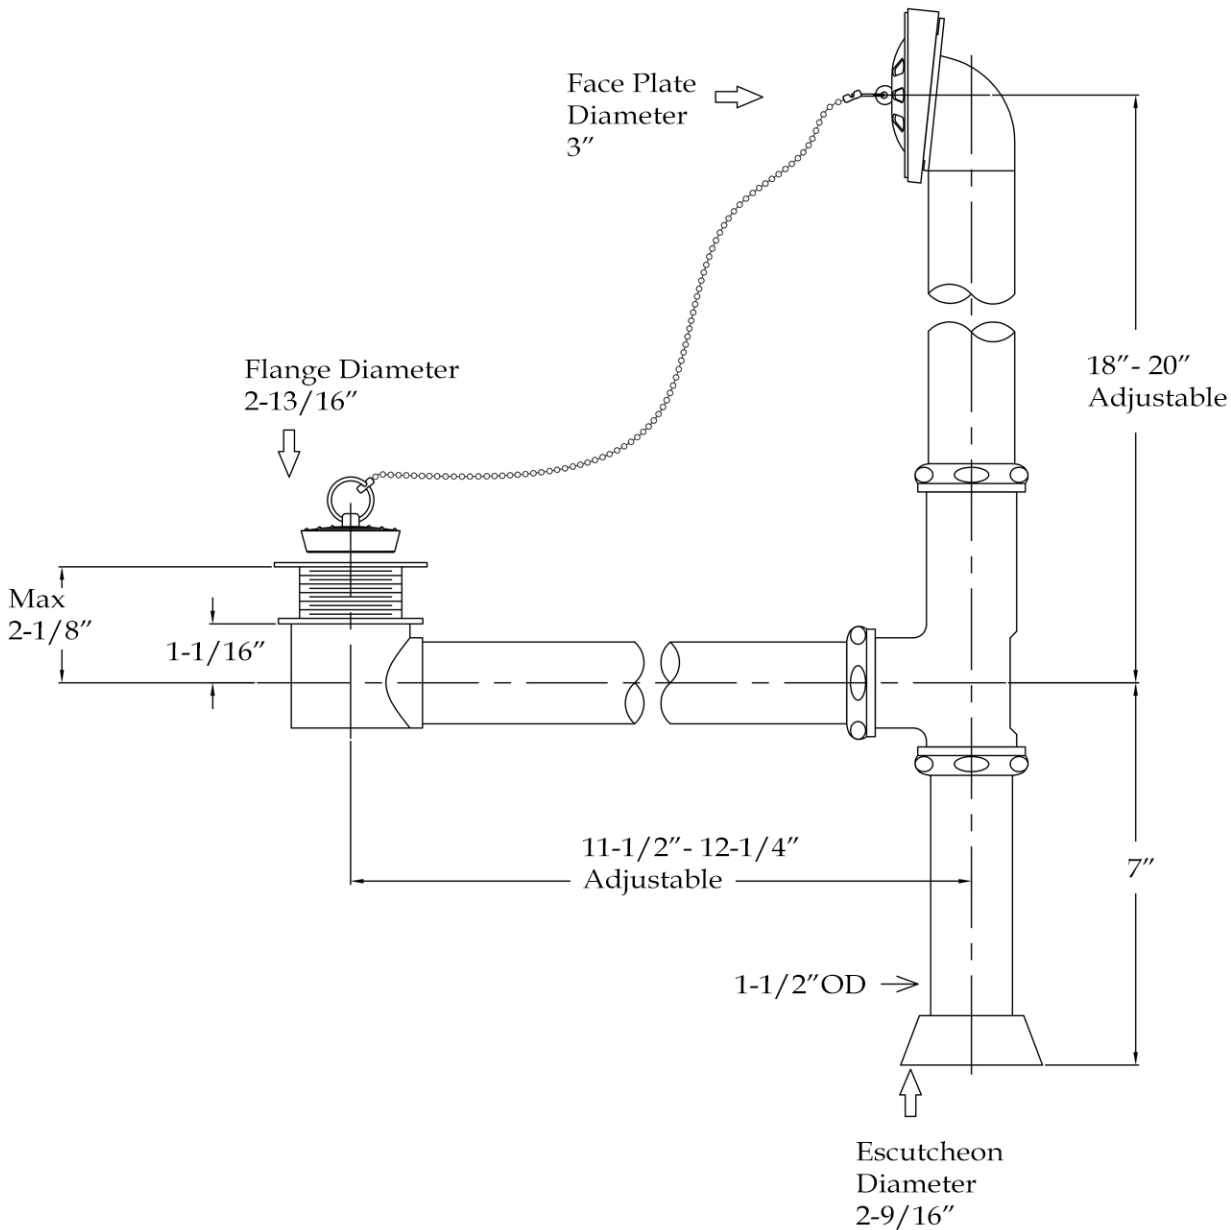 Face Plate
Diameter
3″
18″- 20″
Adjustable
Flange Diameter
2-13/16″
Max
2-1/8″
1-1/16″
11-1/2″- 12-1/4″
Adjustable
7″
1-1/2″OD
Escutcheon
Diameter
2-9/16″